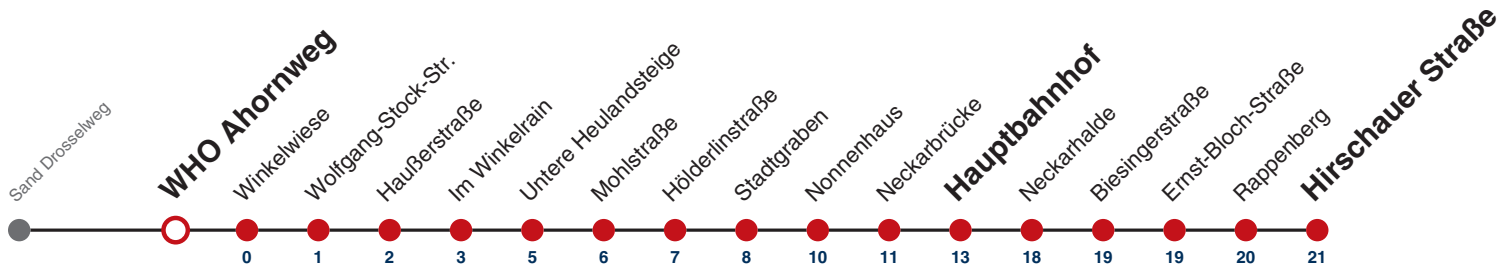 Sand Drosselweg
WHO Ahornweg
Winkelwiese
Wolfgang-Stock-Str.
Haußerstraße
Im Winkelrain
Untere Heulandsteige
Mohlstraße
Hölderlinstraße
Stadtgraben
Nonnenhaus
Neckarbrücke
Hauptbahnhof
Neckarhalde
Biesingerstraße
Ernst-Bloch-Straße
Rappenberg
Hirschauer Straße
0 1 2 3 5 6 7 8 10 11 13 18 19 19 20 21